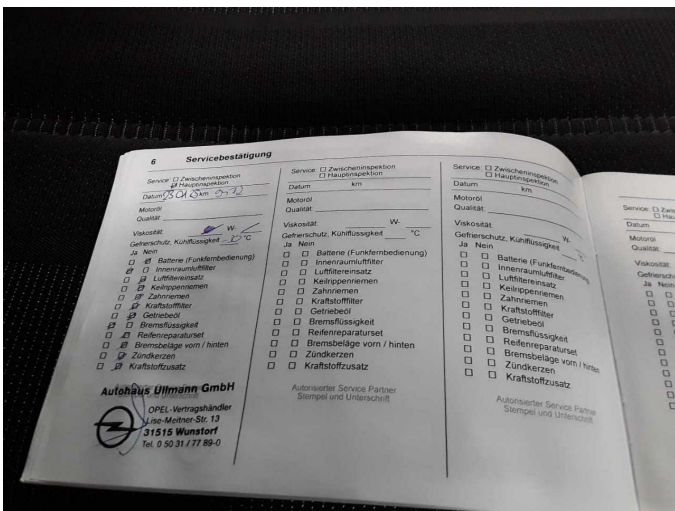 6 Servicebestätigung
Service: ☐ Zwischeninspektion
☒ Hauptinspektion
Datum km
Motoröl
Qualität:
Viskosität: W-
Gefrierschutz, Kühlflüssigkeit °C
Ja Nein
☐ ☒ Batterie (Funkfernbedienung)
☒ ☐ Innenraumluftfilter
☐ ☒ Luftfiltereinsatz
☐ ☒ Keilrippenriemen
☐ ☒ Zahnriemen
☐ ☒ Kraftstofffilter
☐ ☒ Getriebeöl
☒ ☐ Bremsflüssigkeit
☐ ☒ Reifenreparaturset
☐ ☒ Bremsbeläge vorn / hinten
☐ ☒ Zündkerzen
☐ ☒ Kraftstoffzusatz
Autohaus Ullmann GmbH
OPEL-Vertragshändler
Lise-Meitner-Str. 13
31515 Wunstorf
Tel. 0 50 31 / 77 89-0
Service: ☐ Zwischeninspektion
☐ Hauptinspektion
Datum km
Motoröl
Qualität:
Viskosität: W-
Gefrierschutz, Kühlflüssigkeit °C
Ja Nein
☐ ☐ Batterie (Funkfernbedienung)
☐ ☐ Innenraumluftfilter
☐ ☐ Luftfiltereinsatz
☐ ☐ Keilrippenriemen
☐ ☐ Zahnriemen
☐ ☐ Kraftstofffilter
☐ ☐ Getriebeöl
☐ ☐ Bremsflüssigkeit
☐ ☐ Reifenreparaturset
☐ ☐ Bremsbeläge vorn / hinten
☐ ☐ Zündkerzen
☐ ☐ Kraftstoffzusatz
Autorisierter Service Partner
Stempel und Unterschrift
Service: ☐ Zwischeninspektion
☐ Hauptinspektion
Datum km
Motoröl
Qualität:
Viskosität: W-
Gefrierschutz, Kühlflüssigkeit °C
Ja Nein
☐ ☐ Batterie (Funkfernbedienung)
☐ ☐ Innenraumluftfilter
☐ ☐ Luftfiltereinsatz
☐ ☐ Keilrippenriemen
☐ ☐ Zahnriemen
☐ ☐ Kraftstofffilter
☐ ☐ Getriebeöl
☐ ☐ Bremsflüssigkeit
☐ ☐ Reifenreparaturset
☐ ☐ Bremsbeläge vorn / hinten
☐ ☐ Zündkerzen
☐ ☐ Kraftstoffzusatz
Autorisierter Service Partner
Stempel und Unterschrift
Service: ☐
☐
Datum
Motoröl
Qualität:
Viskosität:
Ja Nein